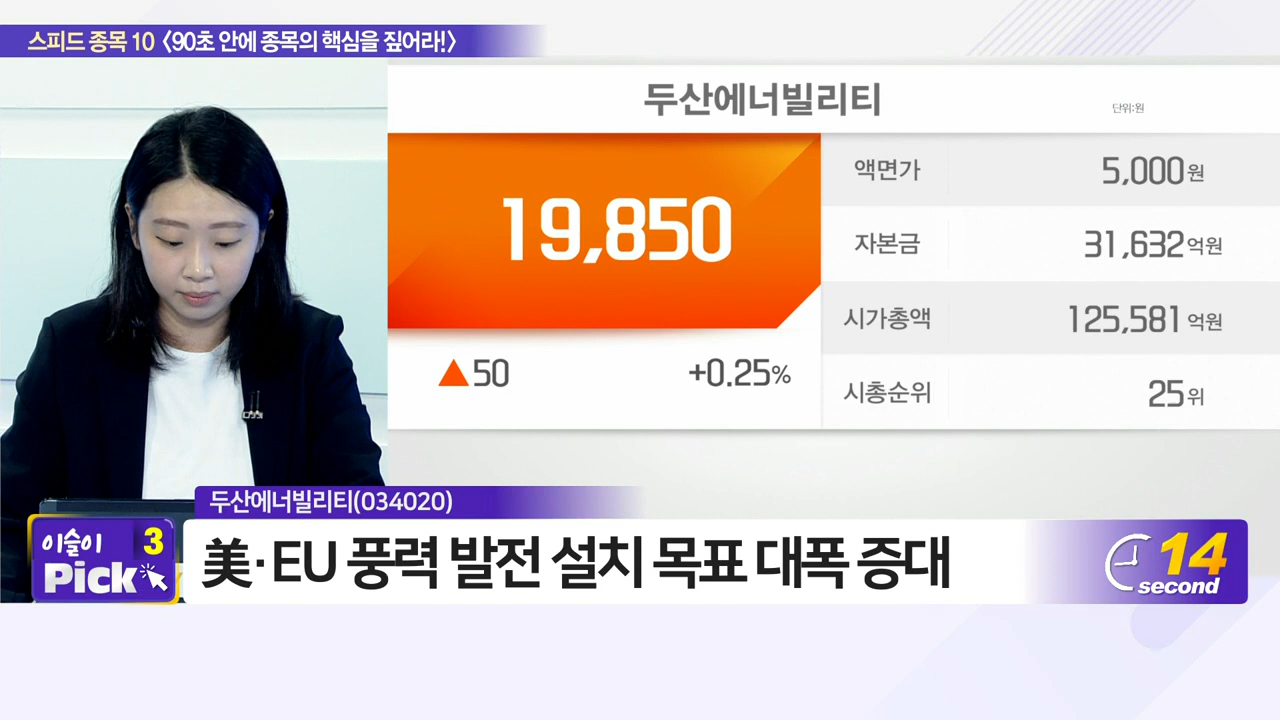 스피드 종목 10 <90초 안에 종목의 핵심을 짚어라!>
두산에너빌리티
단위:원
19,850
▲50 +0.25%
액면가 5,000원
자본금 31,632억원
시가총액 125,581억원
시총순위 25위
두산에너빌리티(034020)
이슬이 3
Pick
美·EU 풍력 발전 설치 목표 대폭 증대
14
second